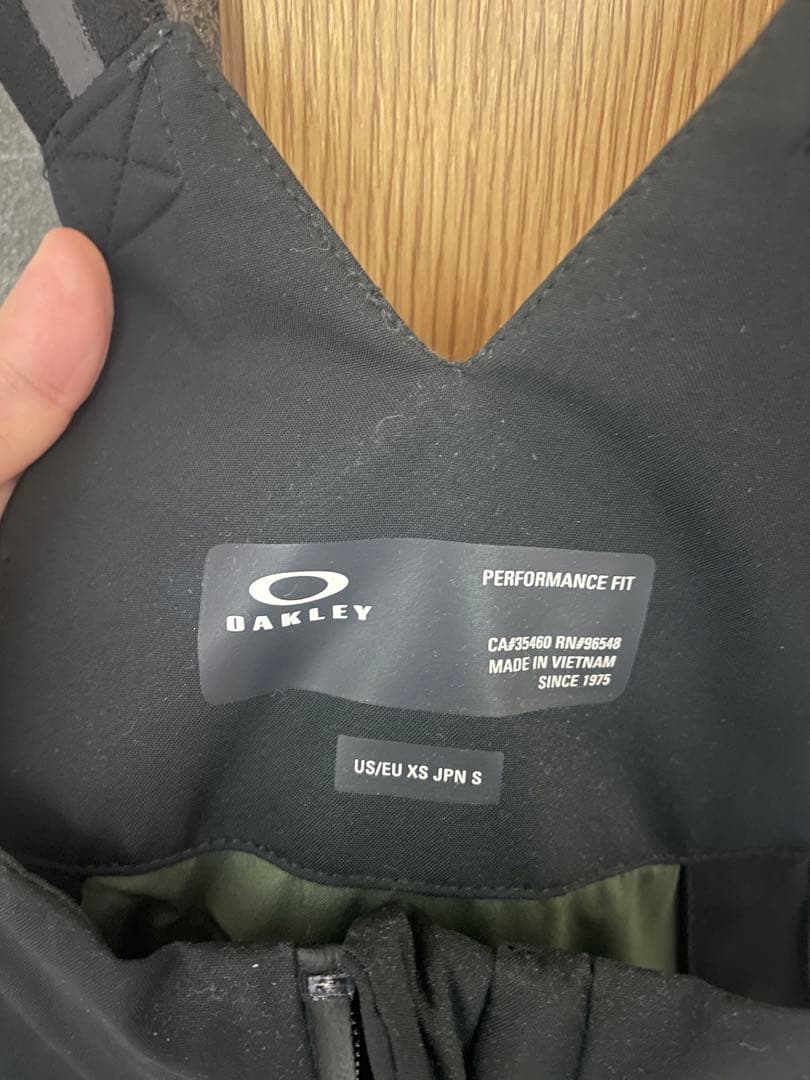 OAKLEY
PERFORMANCE FIT
CA#35460 RN#96548
MADE IN VIETNAM
SINCE 1975
US/EU XS JPN S